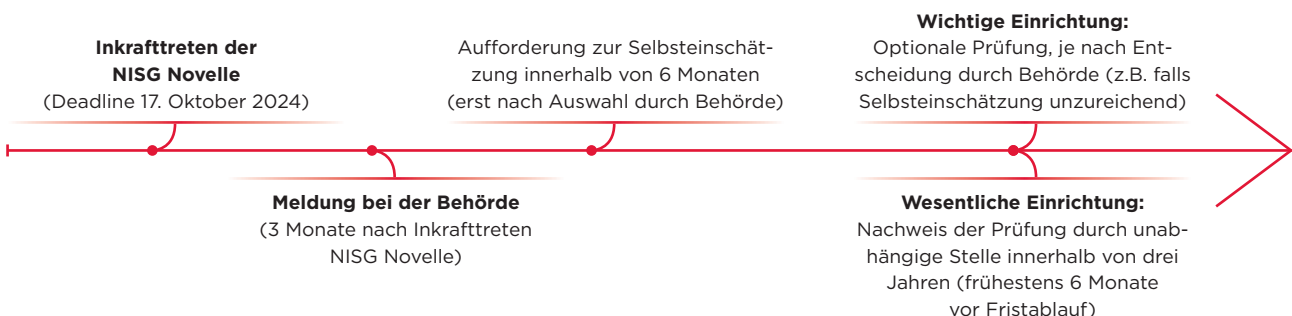 Inkrafttreten der
NISG Novelle
(Deadline 17. Oktober 2024)
Meldung bei der Behörde
(3 Monate nach Inkrafttreten
NISG Novelle)
Aufforderung zur Selbsteinschät-
zung innerhalb von 6 Monaten
(erst nach Auswahl durch Behörde)
Wichtige Einrichtung:
Optionale Prüfung, je nach Ent-
scheidung durch Behörde (z.B. falls
Selbsteinschätzung unzureichend)
Wesentliche Einrichtung:
Nachweis der Prüfung durch unab-
hängige Stelle innerhalb von drei
Jahren (frühestens 6 Monate
vor Fristablauf)